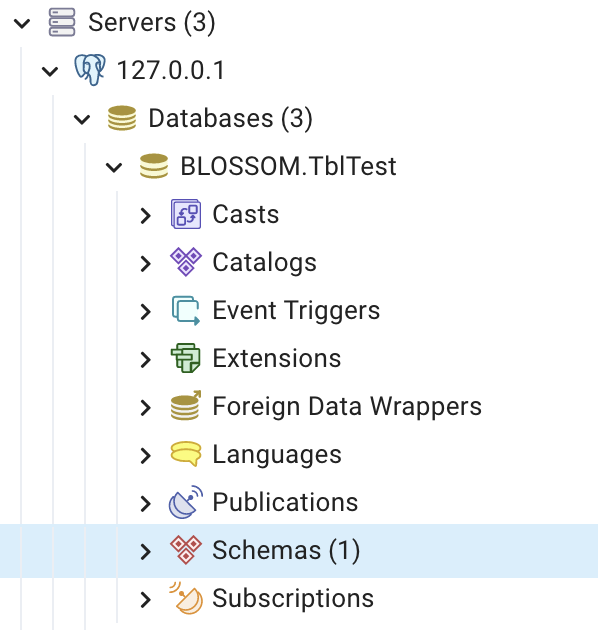 Servers (3)
127.0.0.1
Databases (3)
BLOSSOM.TblTest
Casts
Catalogs
Event Triggers
Extensions
Foreign Data Wrappers
Languages
Publications
Schemas (1)
Subscriptions